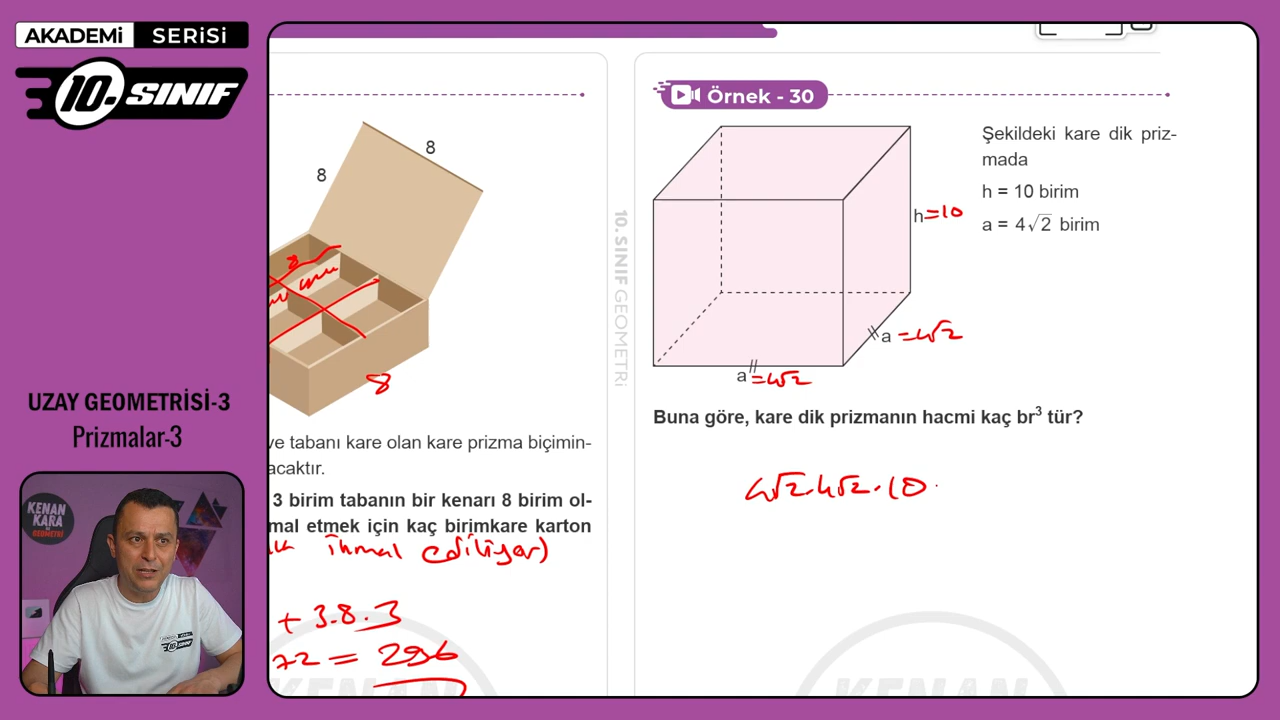 AKADEMİ SERİSİ
10. SINIF
UZAY GEOMETRİSİ-3
Prizmalar-3
KENAN
KARA
GEOMETRİ
8
8
8
8
ve tabanı kare olan kare prizma biçimin-
acaktır.
3 birim tabanın bir kenarı 8 birim ol-
mal etmek için kaç birimkare karton
ihmal ediliyor)
+ 3.8.3
72 = 296
10. SINIF GEOMETRİ
Örnek - 30
Şekildeki kare dik priz-
mada
h = 10 birim
a = 4√2 birim
h = 10
a = 4√2
a = 4√2
Buna göre, kare dik prizmanın hacmi kaç br³ tür?
4√2.4√2.10
KENAN
KENAN